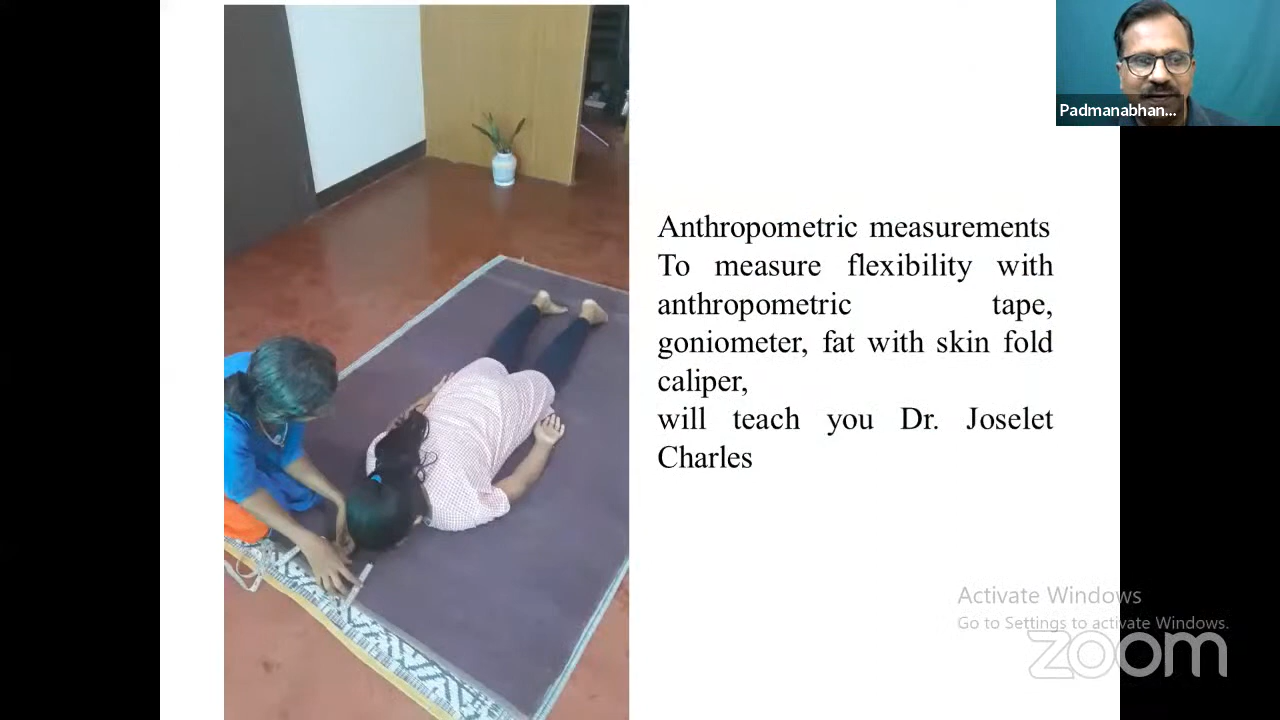 Padmanabhan...
Anthropometric measurements
To measure flexibility with
anthropometric tape,
goniometer, fat with skin fold
caliper,
will teach you Dr. Joselet
Charles
Activate Windows
Go to Settings to activate Windows.
zoom